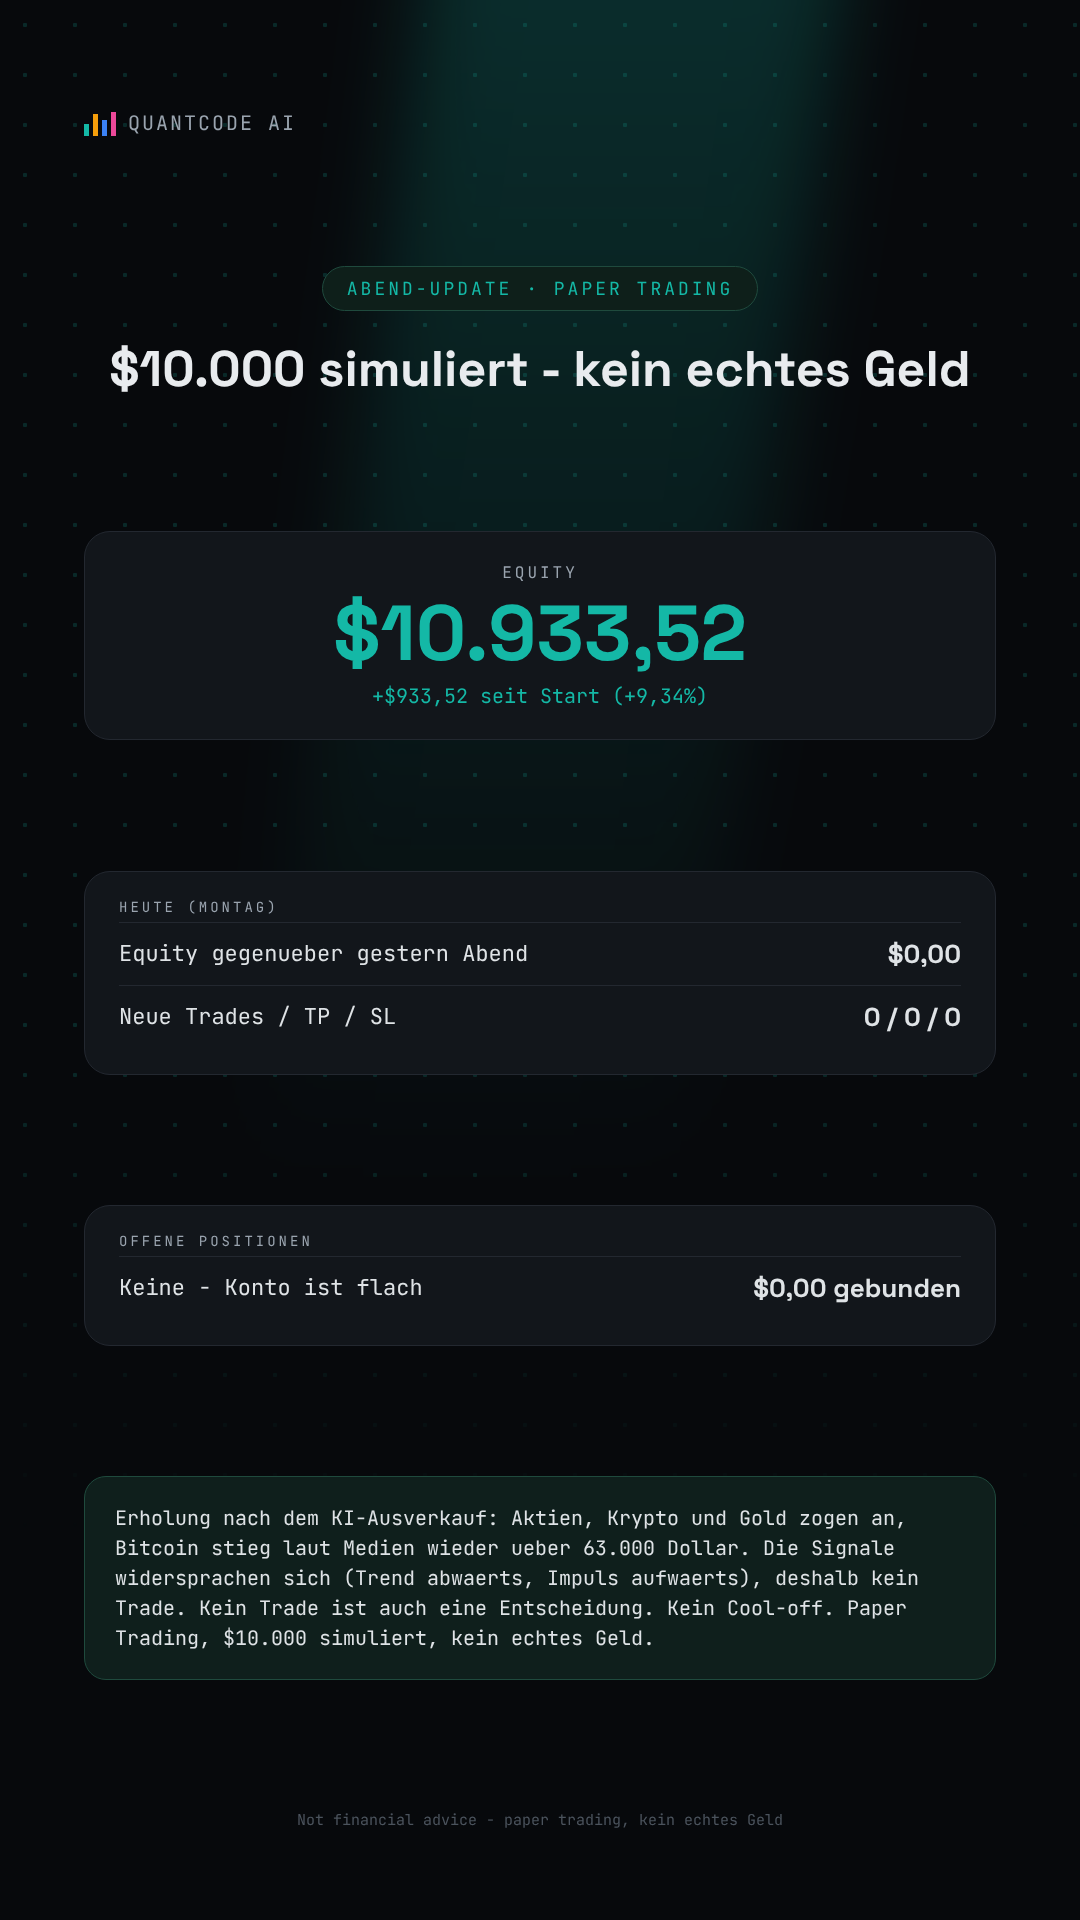 QUANTCODE AI
ABEND-UPDATE · PAPER TRADING
$10.000 simuliert - kein echtes Geld
EQUITY
$10.933,52
+$933,52 seit Start (+9,34%)
HEUTE (MONTAG)
Equity gegenueber gestern Abend $0,00
Neue Trades / TP / SL 0 / 0 / 0
OFFENE POSITIONEN
Keine - Konto ist flach $0,00 gebunden
Erholung nach dem KI-Ausverkauf: Aktien, Krypto und Gold zogen an,
Bitcoin stieg laut Medien wieder ueber 63.000 Dollar. Die Signale
widersprachen sich (Trend abwaerts, Impuls aufwaerts), deshalb kein
Trade. Kein Trade ist auch eine Entscheidung. Kein Cool-off. Paper
Trading, $10.000 simuliert, kein echtes Geld.
Not financial advice - paper trading, kein echtes Geld